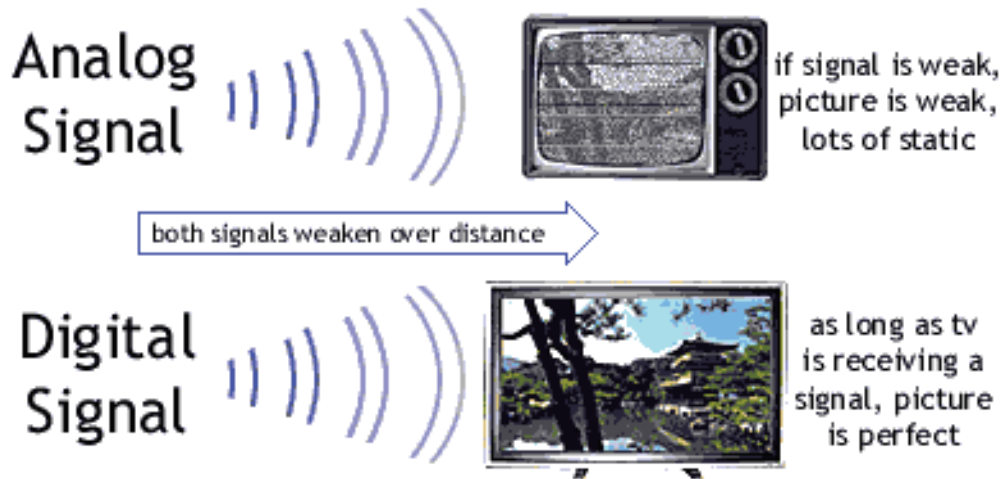 Analog
Signal
if signal is weak,
picture is weak,
lots of static
both signals weaken over distance
Digital
Signal
as long as tv
is receiving a
signal, picture
is perfect